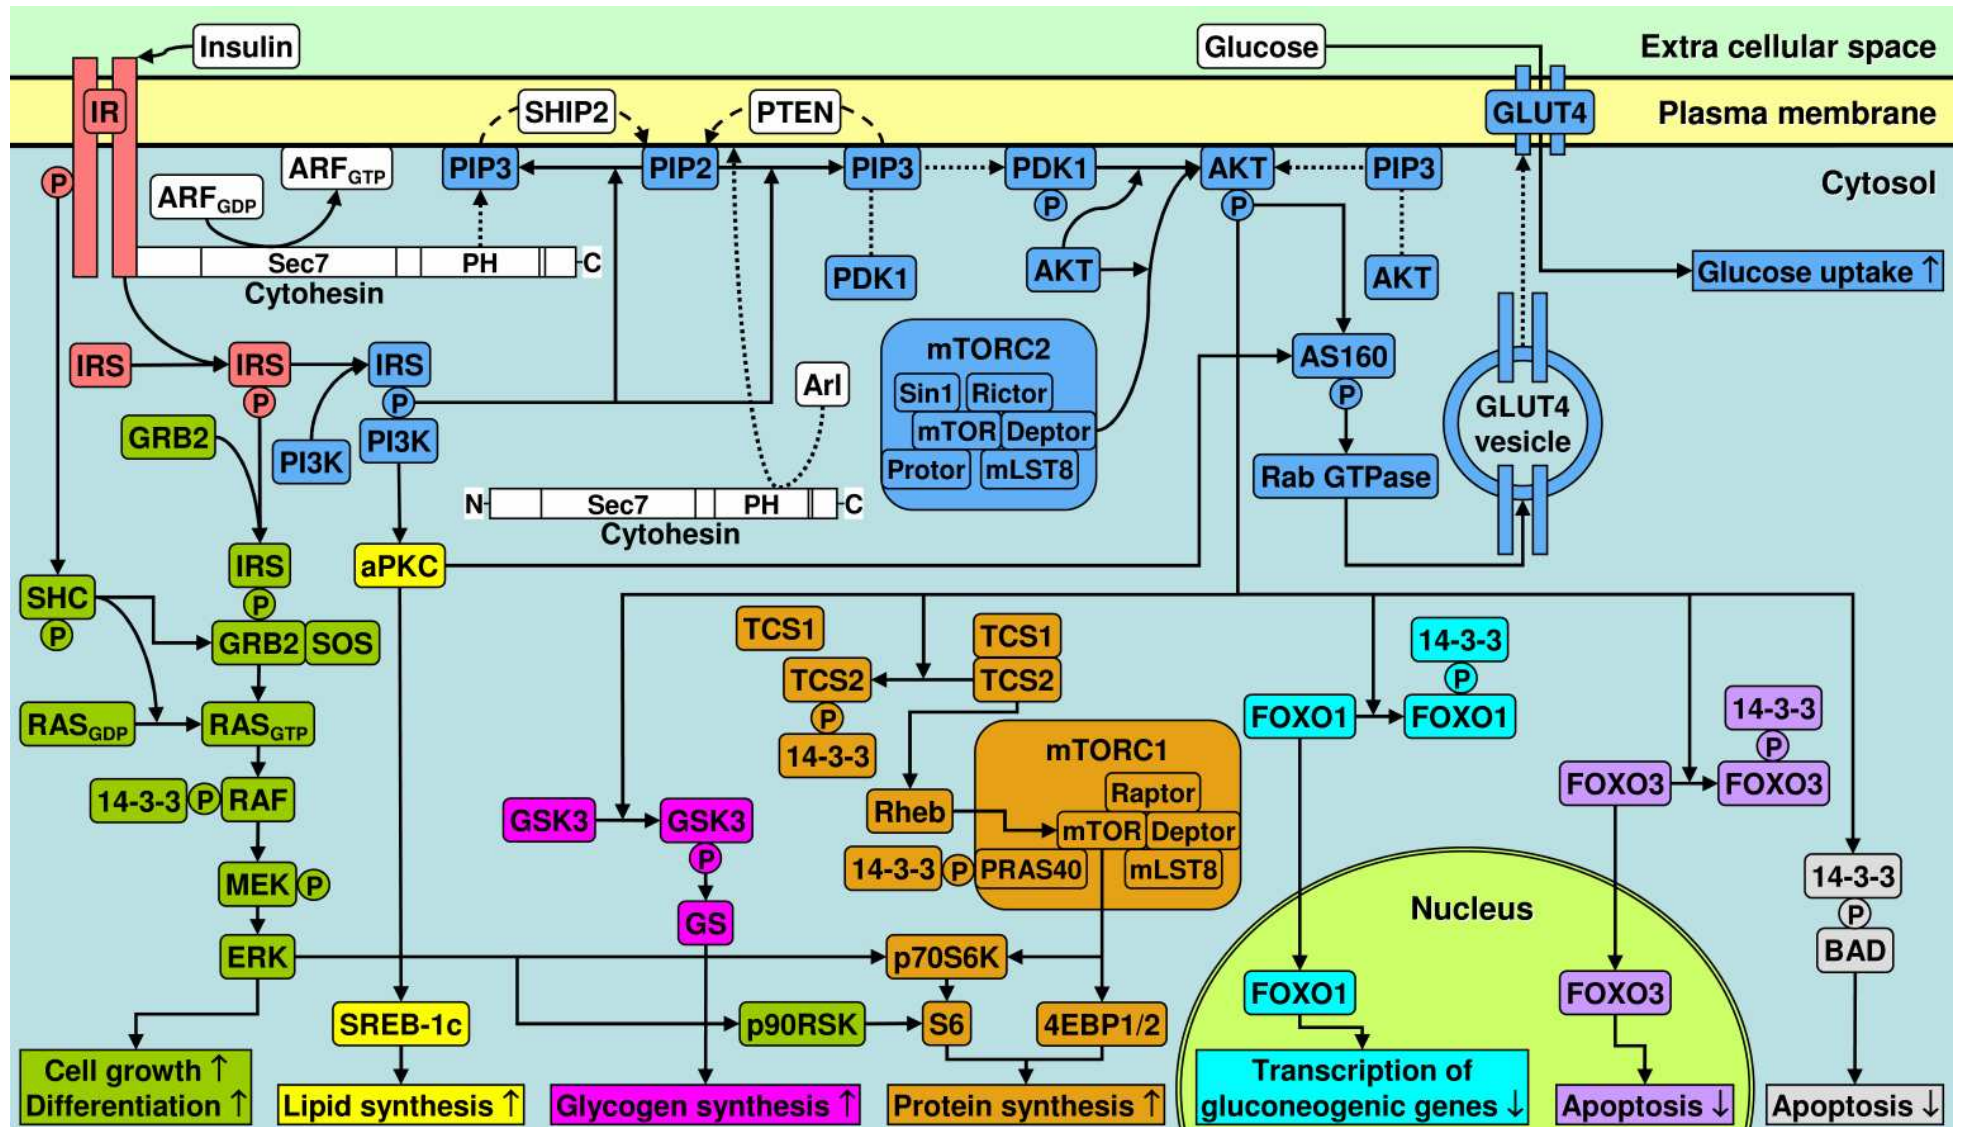 Insulin
Glucose
Extra cellular space
IR
SHIP2
PTEN
GLUT4
Plasma membrane
P
ARFGDP
ARFGTP
PIP3
PIP2
PIP3
PDK1
P
AKT
P
PIP3
Cytosol
Sec7
PH
C
Cytohesin
PDK1
AKT
AKT
Glucose uptake ↑
IRS
IRS
P
IRS
P
PI3K
GRB2
PI3K
Arl
mTORC2
Sin1
Rictor
mTOR
Deptor
Protor
mLST8
AS160
P
Rab GTPase
GLUT4
vesicle
N
Sec7
PH
C
Cytohesin
IRS
P
GRB2
SOS
aPKC
SHC
P
RASGDP
RASGTP
14-3-3
P
RAF
MEK
P
ERK
TCS1
TCS2
P
14-3-3
TCS1
TCS2
14-3-3
P
FOXO1
FOXO1
14-3-3
P
FOXO3
FOXO3
GSK3
GSK3
P
GS
Rheb
mTORC1
Raptor
mTOR
Deptor
14-3-3
P
PRAS40
mLST8
14-3-3
P
BAD
Nucleus
p70S6K
FOXO1
FOXO3
SREB-1c
p90RSK
S6
4EBP1/2
Cell growth ↑
Differentiation ↑
Lipid synthesis ↑
Glycogen synthesis ↑
Protein synthesis ↑
Transcription of
gluconeogenic genes ↓
Apoptosis ↓
Apoptosis ↓